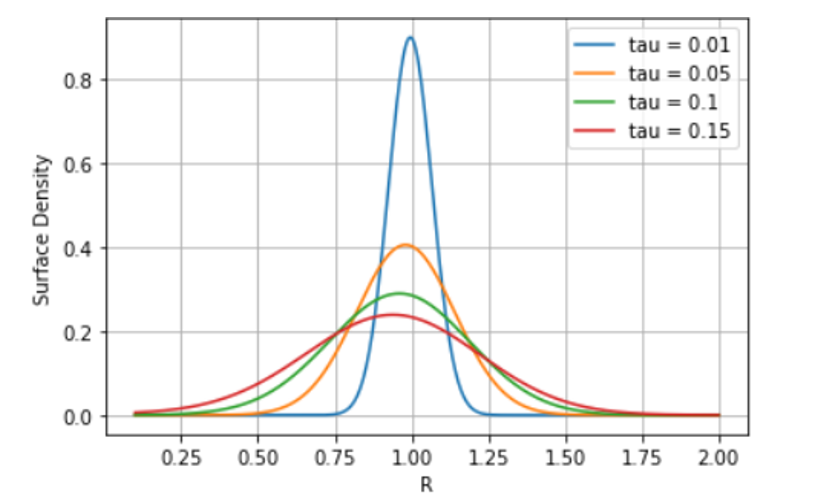 tau = 0.01
tau = 0.05
tau = 0.1
tau = 0.15
0.8
0.6
0.4
0.2
0.0
Surface Density
0.25 0.50 0.75 1.00 1.25 1.50 1.75 2.00
R